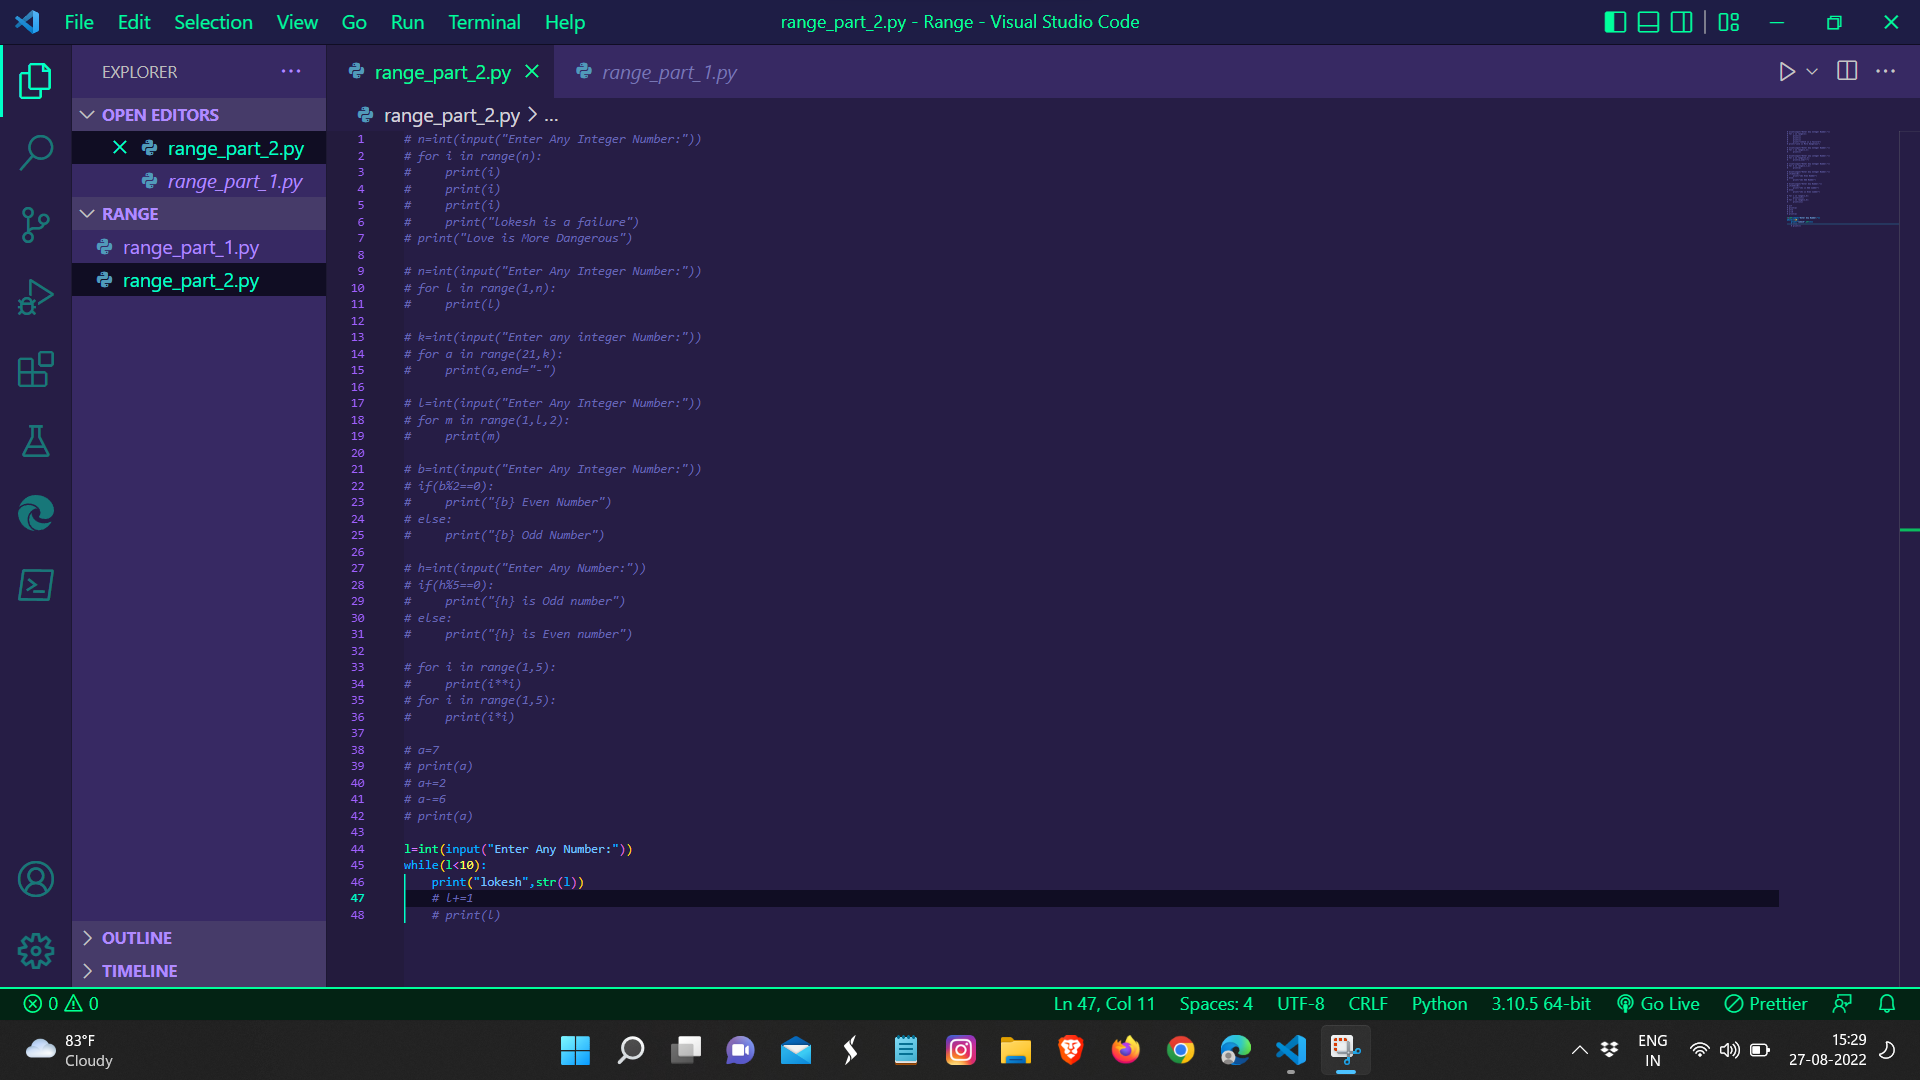 File Edit Selection View Go Run Terminal Help
range_part_2.py - Range - Visual Studio Code
EXPLORER
range_part_2.py
range_part_1.py
OPEN EDITORS
range_part_2.py
range_part_1.py
RANGE
range_part_1.py
range_part_2.py
OUTLINE
TIMELINE
range_part_2.py > ...
1 # n=int(input("Enter Any Integer Number:"))
2 # for i in range(n):
3 #     print(i)
4 #     print(i)
5 #     print(i)
6 #     print("lokesh is a failure")
7 # print("Love is More Dangerous")
8
9 # n=int(input("Enter Any Integer Number:"))
10 # for l in range(1,n):
11 #     print(l)
12
13 # k=int(input("Enter any integer Number:"))
14 # for a in range(21,k):
15 #     print(a,end="-")
16
17 # l=int(input("Enter Any Integer Number:"))
18 # for m in range(1,l,2):
19 #     print(m)
20
21 # b=int(input("Enter Any Integer Number:"))
22 # if(b%2==0):
23 #     print("{b} Even Number")
24 # else:
25 #     print("{b} Odd Number")
26
27 # h=int(input("Enter Any Number:"))
28 # if(h%5==0):
29 #     print("{h} is Odd number")
30 # else:
31 #     print("{h} is Even number")
32
33 # for i in range(1,5):
34 #     print(i**i)
35 # for i in range(1,5):
36 #     print(i*i)
37
38 # a=7
39 # print(a)
40 # a+=2
41 # a-=6
42 # print(a)
43
44 l=int(input("Enter Any Number:"))
45 while(l<10):
46     print("lokesh",str(l))
47     # l+=1
48     # print(l)
0 0
Ln 47, Col 11 Spaces: 4 UTF-8 CRLF Python 3.10.5 64-bit Go Live Prettier
83°F
Cloudy
ENG
IN
15:29
27-08-2022